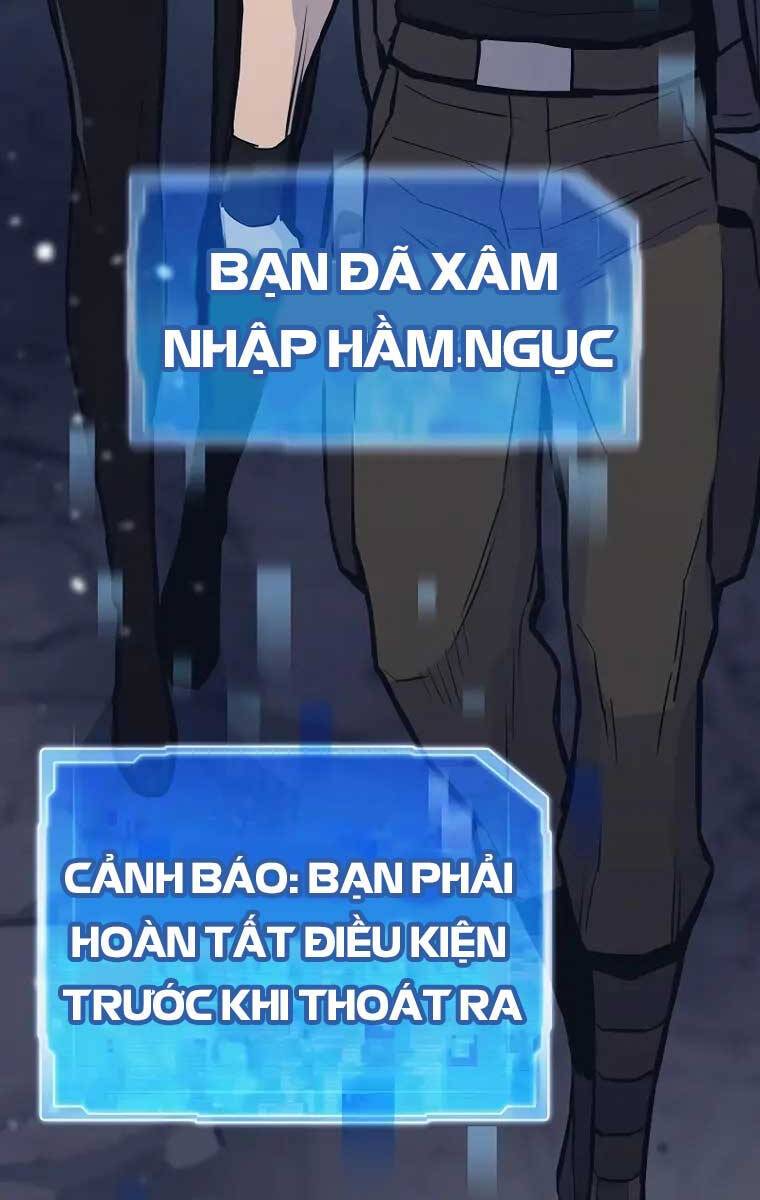 BẠN ĐÃ XÂM
NHẬP HẦM NGỤC
CẢNH BÁO: BẠN PHẢI
HOÀN TẤT ĐIỀU KIỆN
TRƯỚC KHI THOÁT RA